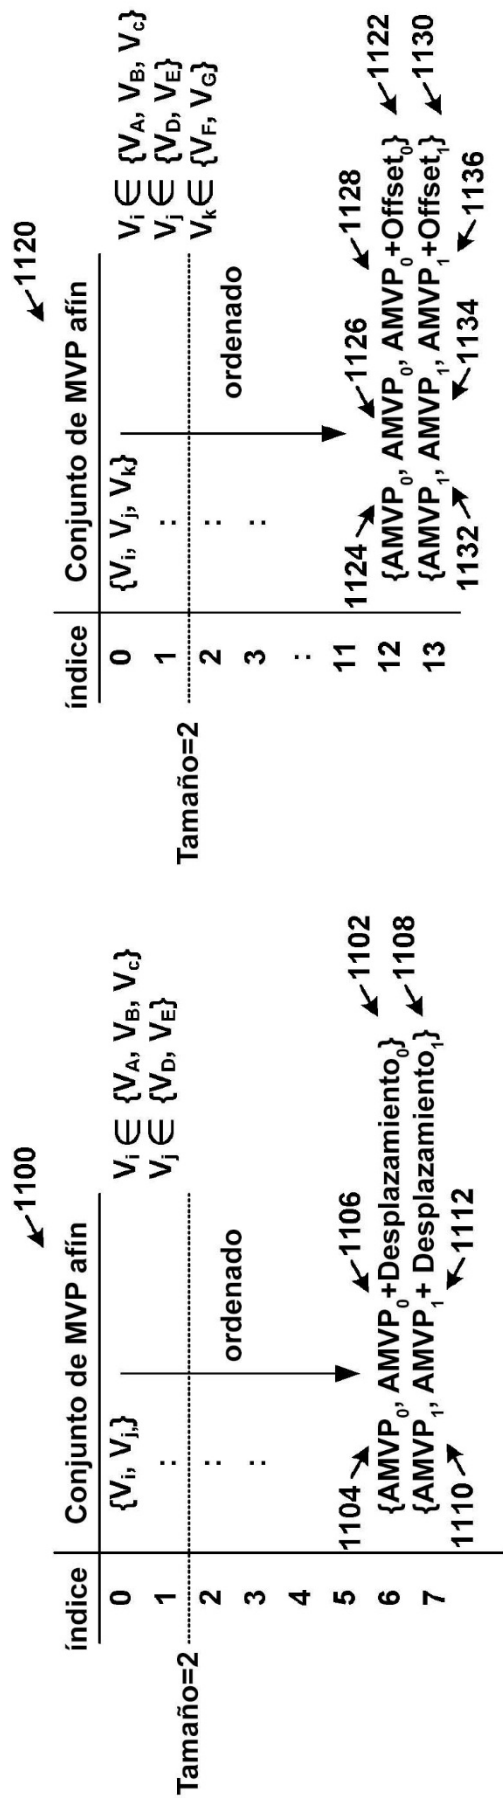 1100
índice Conjunto de MVP afín
0 {Vi, Vj,} Vi ∈ {VA, VB, Vc}
1 : Vj ∈ {VD, VE}
Tamaño=2
2 :
3 : ordenado
4
5 1104 1106 1102
6 {AMVP0, AMVP0+Desplazamiento0}
7 {AMVP1, AMVP1+ Desplazamiento1} 1108
1110 1112
1120
índice Conjunto de MVP afín
0 {Vi, Vj, Vk} Vi ∈ {VA, VB, Vc}
1 : Vj ∈ {VD, VE}
Tamaño=2 Vk ∈ {VF, VG}
2 :
3 : ordenado
:
11 1124 1126 1128 1122
12 {AMVP0, AMVP0, AMVP0+Offset0}
13 {AMVP1, AMVP1, AMVP1+Offset1} 1130
1132 1134 1136